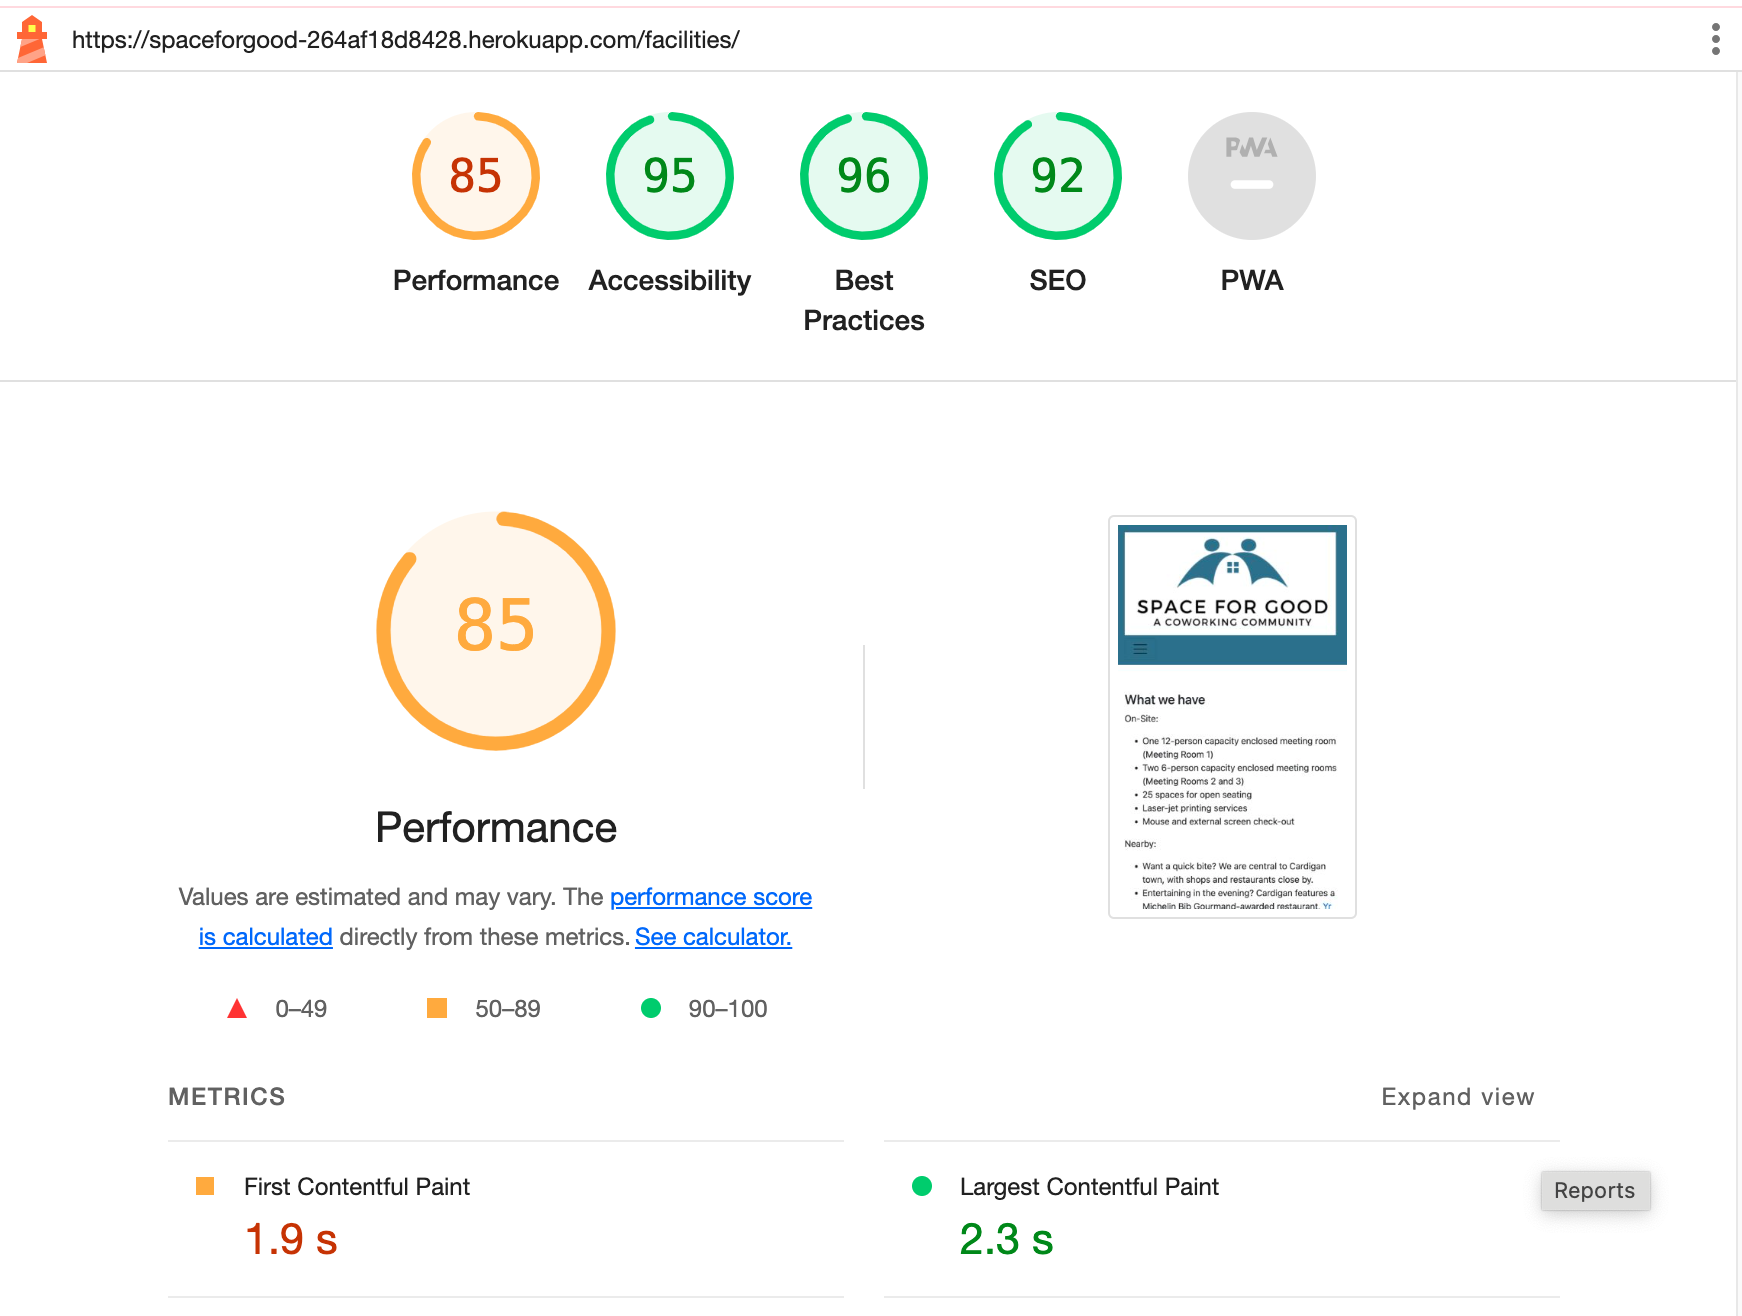 https://spaceforgood-264af18d8428.herokuapp.com/facilities/
85
95
96
92
PWA
Performance
Accessibility
Best
Practices
SEO
PWA
85
Performance
Values are estimated and may vary. The performance score
is calculated directly from these metrics. See calculator.
0–49
50–89
90–100
SPACE FOR GOOD
A COWORKING COMMUNITY
What we have
On-Site:
• One 12-person capacity enclosed meeting room
(Meeting Room 1)
• Two 6-person capacity enclosed meeting rooms
(Meeting Rooms 2 and 3)
• 25 spaces for open seating
• Laser-jet printing services
• Mouse and external screen check-out
Nearby:
• Want a quick bite? We are central to Cardigan
town, with shops and restaurants close by.
• Entertaining in the evening? Cardigan features a
Michelin Bib Gourmand-awarded restaurant. Yr
METRICS
Expand view
First Contentful Paint
1.9 s
Largest Contentful Paint
2.3 s
Reports